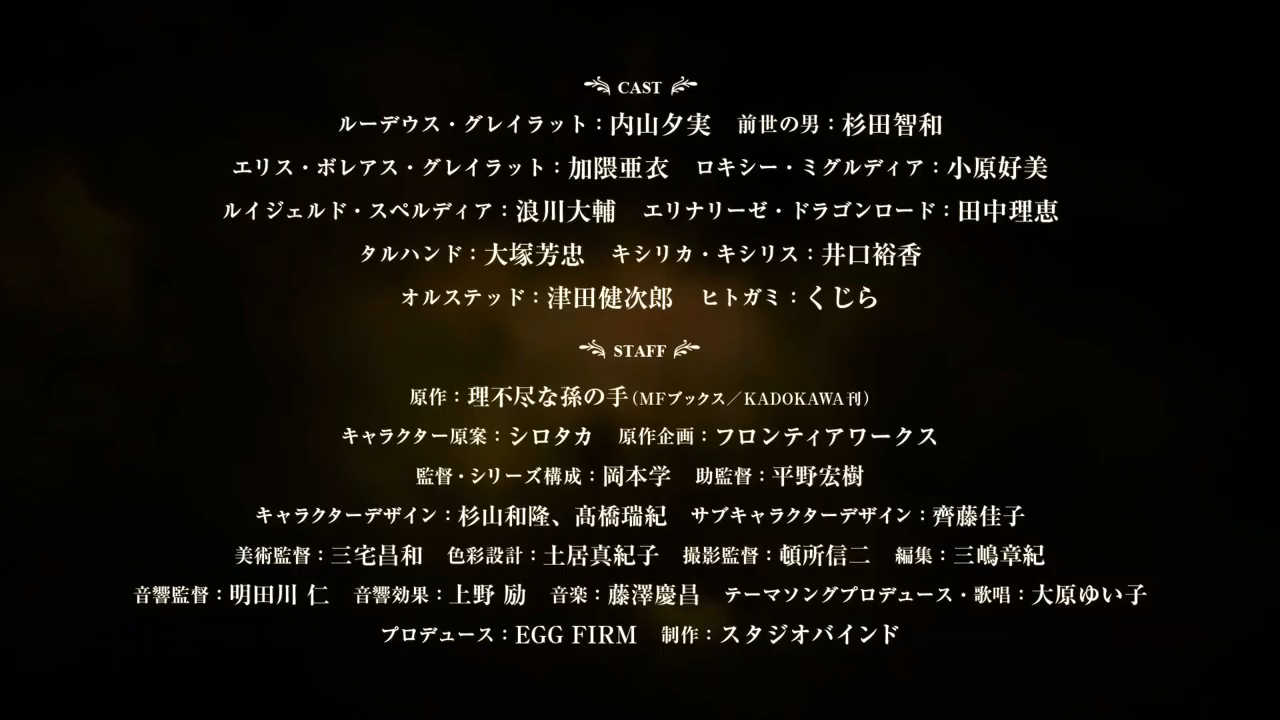 CAST
ルーデウス・グレイラット：内山夕実　前世の男：杉田智和
エリス・ボレアス・グレイラット：加隈亜衣　ロキシー・ミグルディア：小原好美
ルイジェルド・スペルディア：浪川大輔　エリナリーゼ・ドラゴンロード：田中理恵
タルハンド：大塚芳忠　キシリカ・キシリス：井口裕香
オルステッド：津田健次郎　ヒトガミ：くじら
STAFF
原作：理不尽な孫の手（MFブックス／KADOKAWA刊）
キャラクター原案：シロタカ　原作企画：フロンティアワークス
監督・シリーズ構成：岡本学　助監督：平野宏樹
キャラクターデザイン：杉山和隆、髙橋瑞紀　サブキャラクターデザイン：齊藤佳子
美術監督：三宅昌和　色彩設計：土居真紀子　撮影監督：頓所信二　編集：三嶋章紀
音響監督：明田川 仁　音響効果：上野 励　音楽：藤澤慶昌　テーマソングプロデュース・歌唱：大原ゆい子
プロデュース：EGG FIRM　制作：スタジオバインド